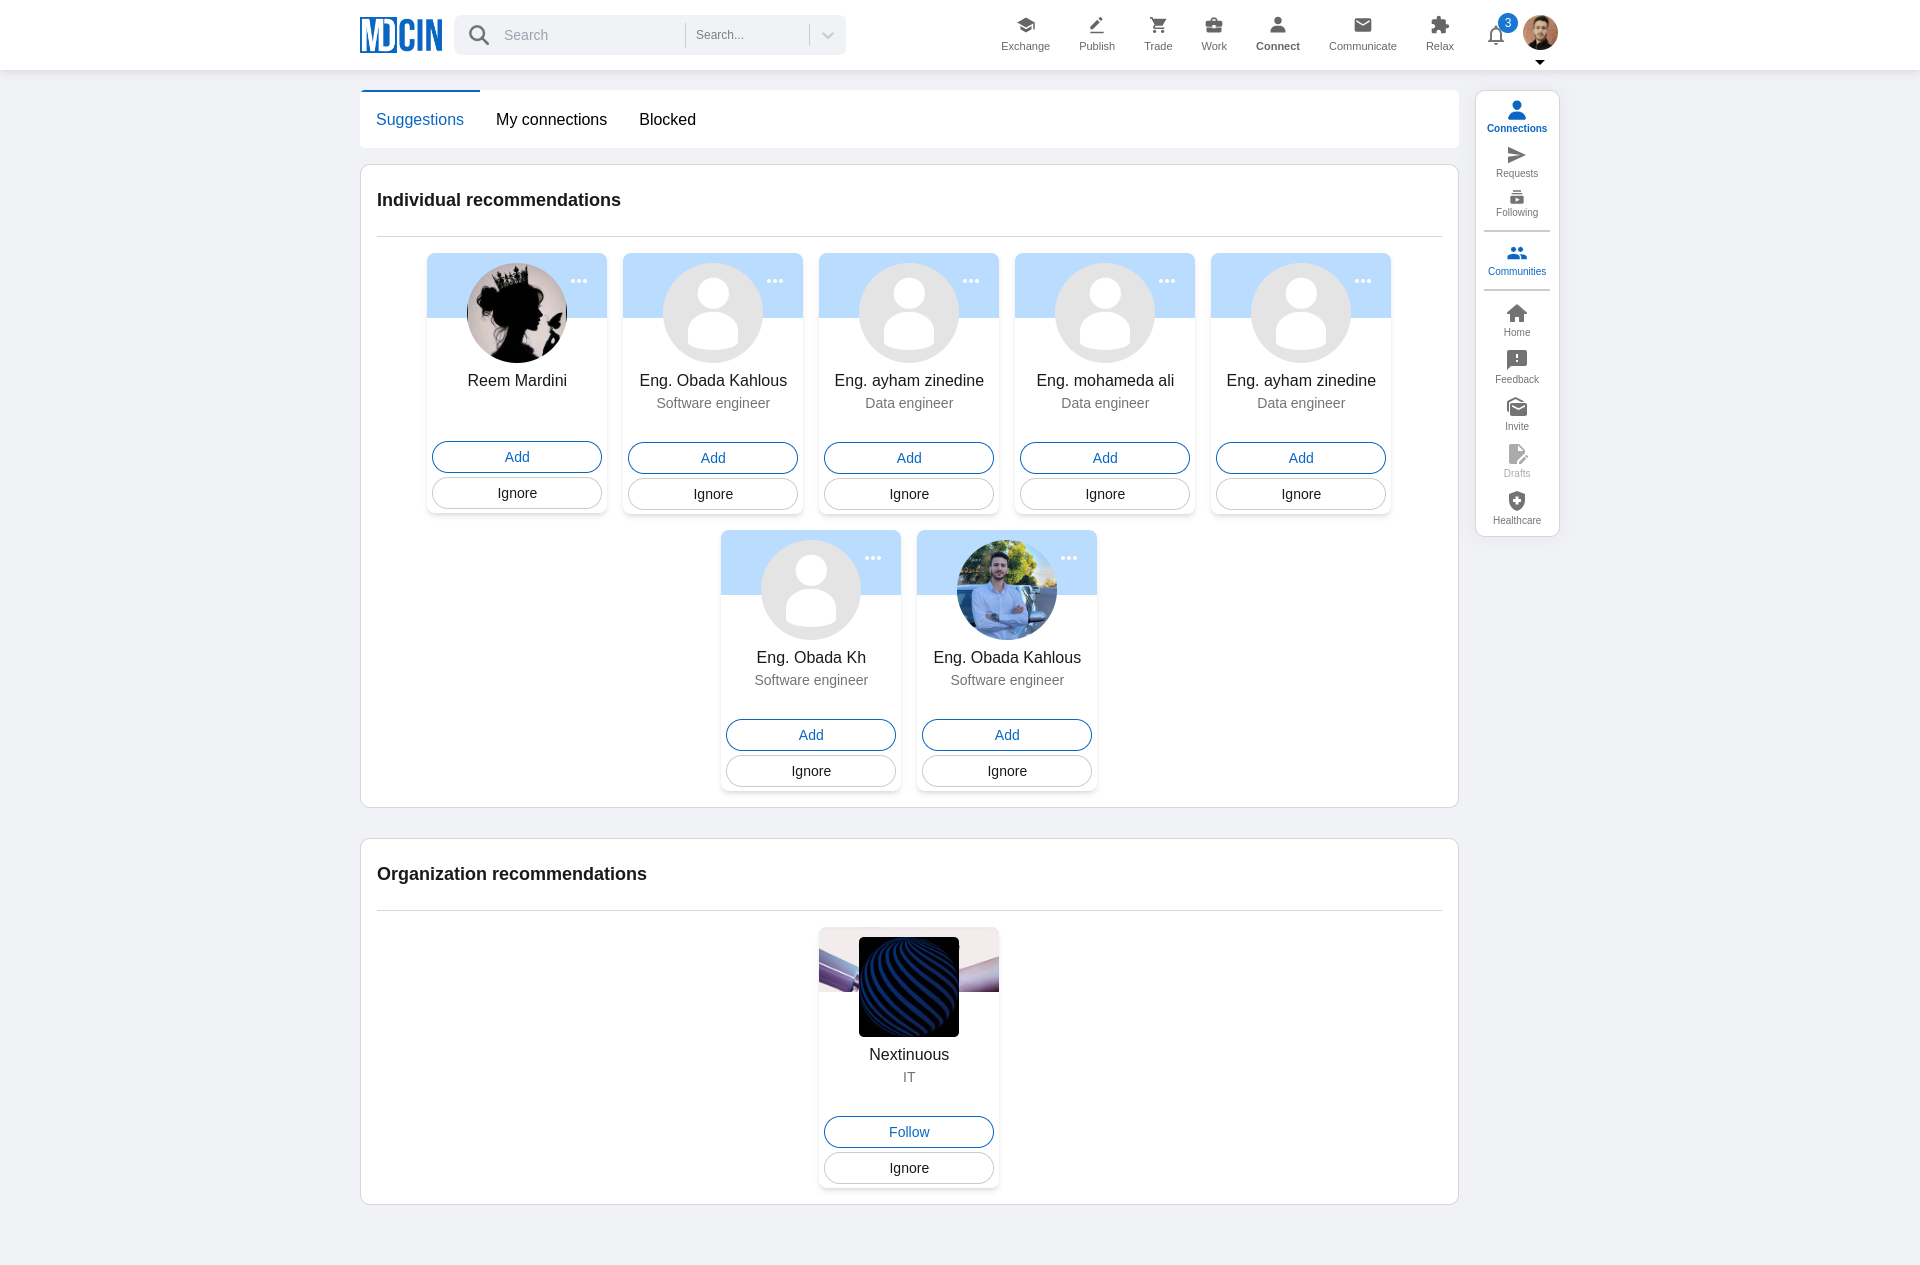 MDCIN
Search
Search...
Exchange
Publish
Trade
Work
Connect
Communicate
Relax
3
Suggestions
My connections
Blocked
Connections
Requests
Following
Communities
Home
Feedback
Invite
Drafts
Healthcare
Individual recommendations
Reem Mardini
Add
Ignore
Eng. Obada Kahlous
Software engineer
Add
Ignore
Eng. ayham zinedine
Data engineer
Add
Ignore
Eng. mohameda ali
Data engineer
Add
Ignore
Eng. ayham zinedine
Data engineer
Add
Ignore
Eng. Obada Kh
Software engineer
Add
Ignore
Eng. Obada Kahlous
Software engineer
Add
Ignore
Organization recommendations
Nextinuous
IT
Follow
Ignore